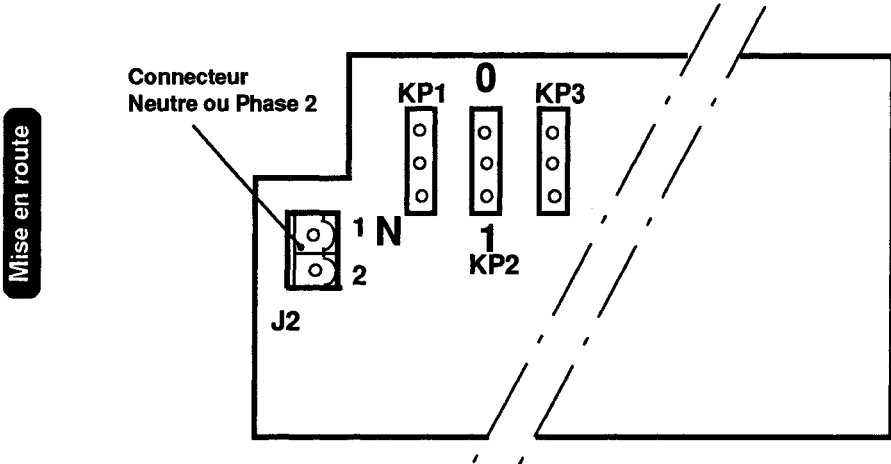 Mise en route
Connecteur
Neutre ou Phase 2
KP1
0
KP3
1 N
2
1
KP2
J2